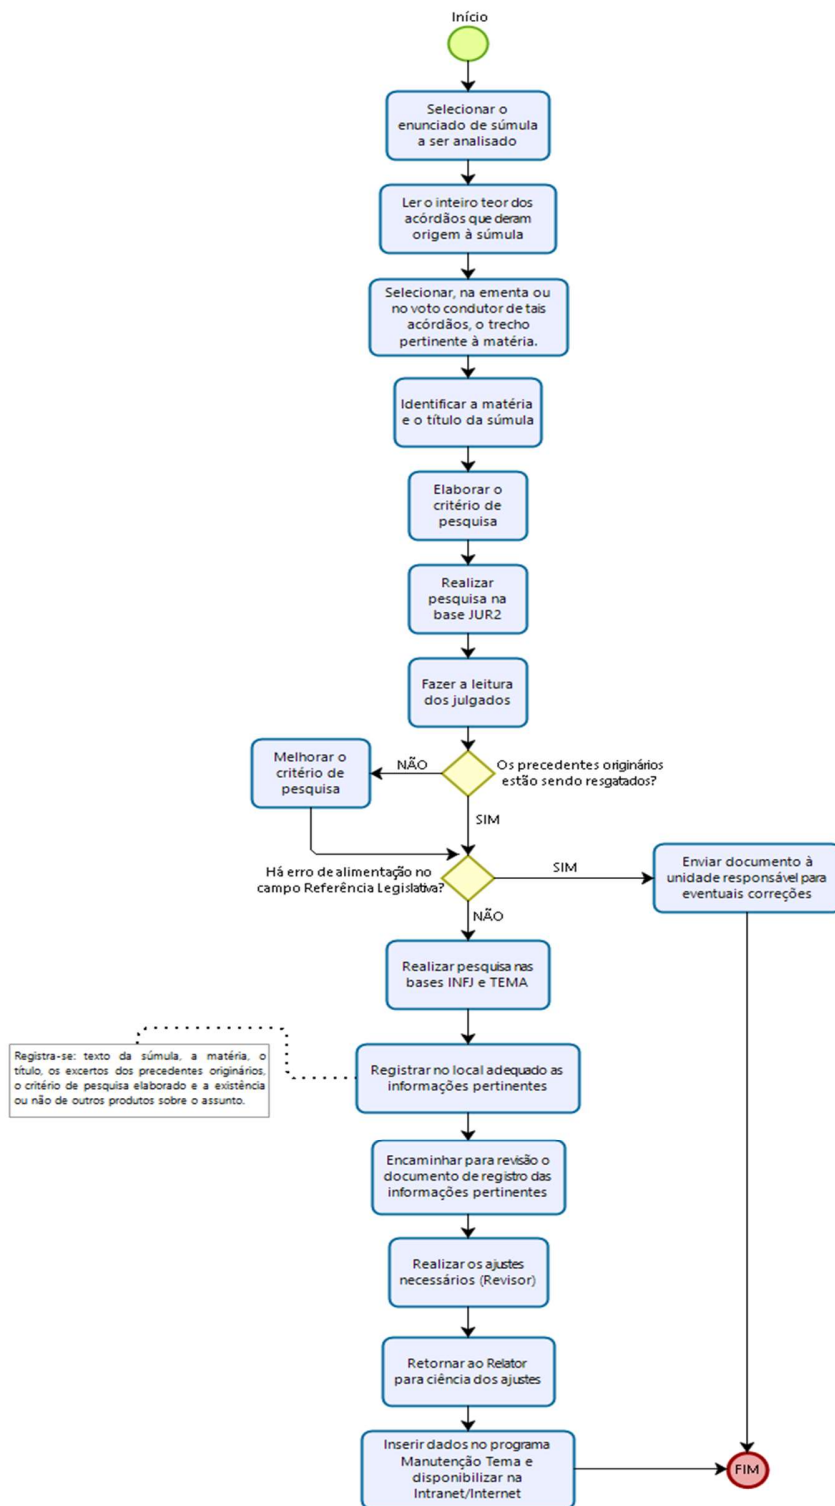 Início
Selecionar o
enunciado de súmula
a ser analisado
Ler o inteiro teor dos
acórdãos que deram
origem à súmula
Selecionar, na ementa ou
no voto condutor de tais
acórdãos, o trecho
pertinente à matéria.
Identificar a matéria
e o título da súmula
Elaborar o
critério de
pesquisa
Realizar
pesquisa na
base JUR2
Fazer a leitura
dos julgados
Os precedentes originários
estão sendo resgatados?
NÃO
Melhorar o
critério de
pesquisa
SIM
Há erro de alimentação no
campo Referência Legislativa?
SIM
Enviar documento à
unidade responsável para
eventuais correções
NÃO
Realizar pesquisa nas
bases INFJ e TEMA
Registrar no local adequado as
informações pertinentes
Registra-se: texto da súmula, a matéria, o
título, os excertos dos precedentes originários,
o critério de pesquisa elaborado e a existência
ou não de outros produtos sobre o assunto.
Encaminhar para revisão o
documento de registro das
informações pertinentes
Realizar os ajustes
necessários (Revisor)
Retornar ao Relator
para ciência dos ajustes
Inserir dados no programa
Manutenção Tema e
disponibilizar na
Intranet/Internet
FIM